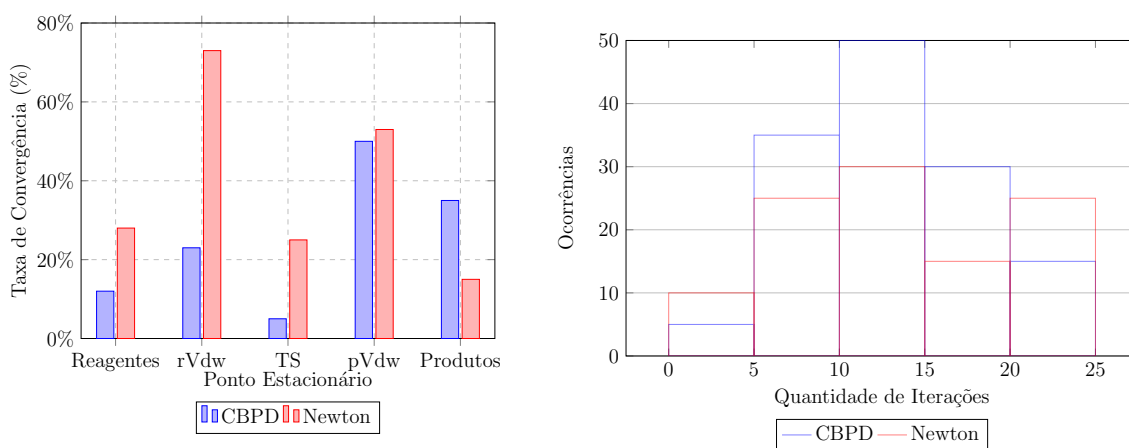 80%
60%
40%
20%
0%
Taxa de Convergência (%)
Reagentes rVdw TS pVdw Produtos
Ponto Estacionário
CBPD Newton
50
40
30
20
10
0
Ocorrências
0 5 10 15 20 25
Quantidade de Iterações
CBPD Newton